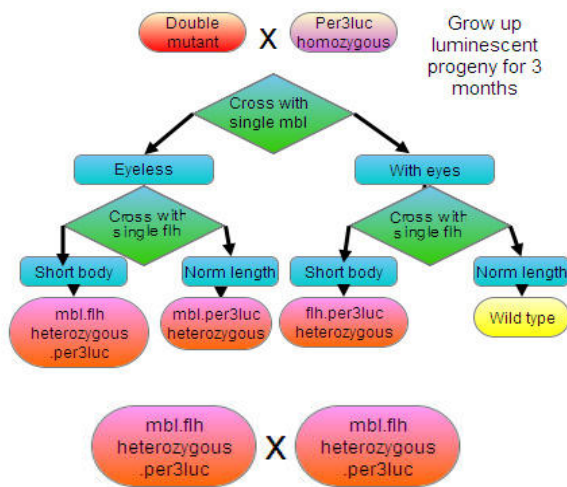 Double
mutant
X
Per3luc
homozygous
Grow up
luminescent
progeny for 3
months
Cross with
single mbl
Eyeless
With eyes
Cross with
single flh
Cross with
single flh
Short body
Norm length
Short body
Norm length
mbl.flh
heterozygous
.per3luc
mbl.per3luc
heterozygous
flh.per3luc
heterozygous
Wild type
mbl.flh
heterozygous
.per3luc
X
mbl.flh
heterozygous
.per3luc